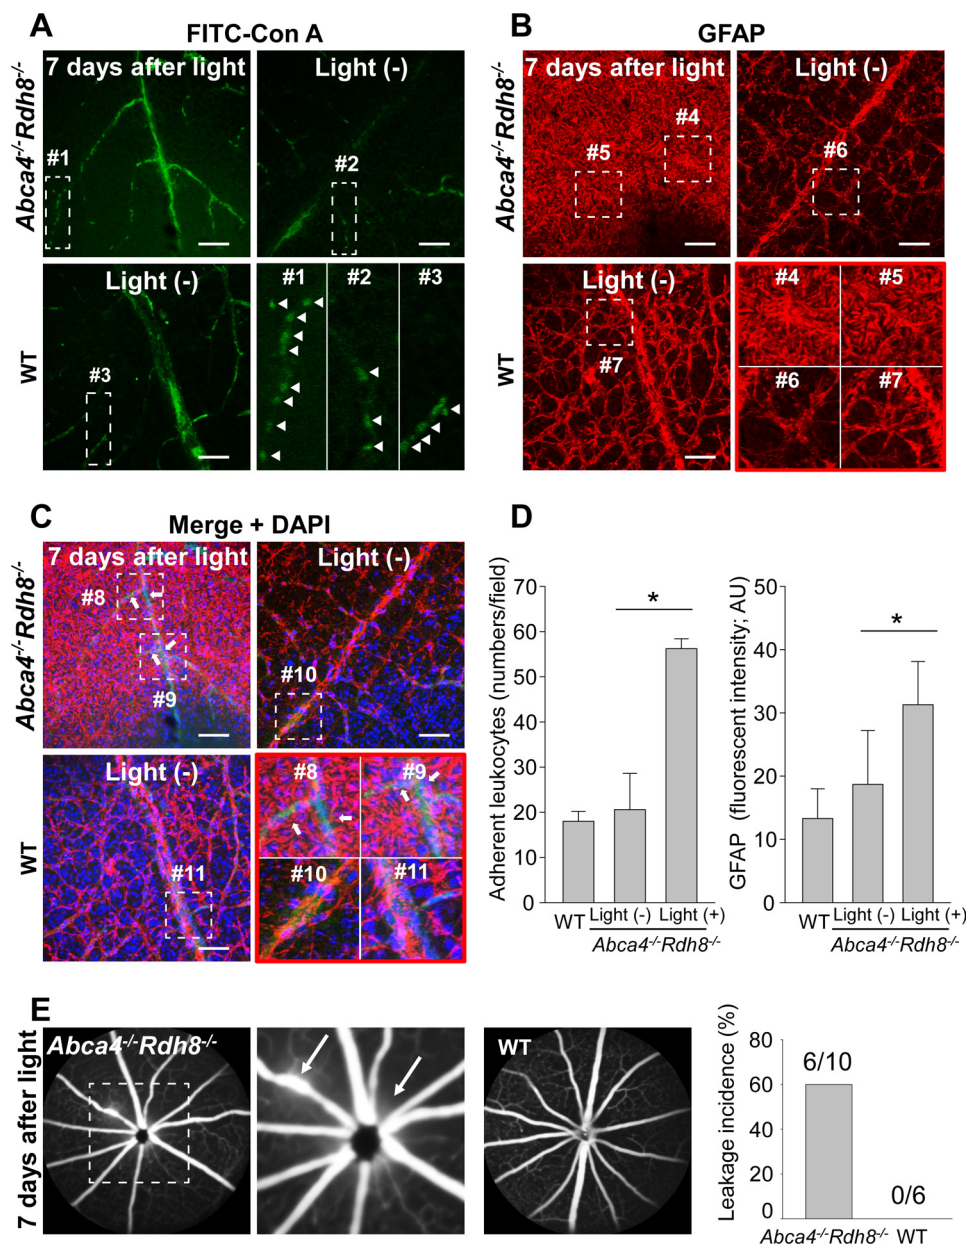 A
FITC-Con A
Abca4-/-Rdh8-/-
7 days after light
Light (-)
#1
#2
WT
Light (-)
#3
#1
#2
#3
B
GFAP
Abca4-/-Rdh8-/-
7 days after light
Light (-)
#4
#5
#6
WT
Light (-)
#7
#4
#5
#6
#7
C
Merge + DAPI
Abca4-/-Rdh8-/-
7 days after light
Light (-)
#8
#9
#10
WT
Light (-)
#11
#8
#9
#10
#11
D
Adherent leukocytes (numbers/field)
70
60
50
40
30
20
10
0
*
WT
Light (-)
Light (+)
Abca4-/-Rdh8-/-
GFAP (fluorescent intensity; AU)
50
40
30
20
10
0
*
WT
Light (-)
Light (+)
Abca4-/-Rdh8-/-
E
7 days after light
Abca4-/-Rdh8-/-
WT
Leakage incidence (%)
80
60
40
20
0
6/10
0/6
Abca4-/-Rdh8-/-
WT